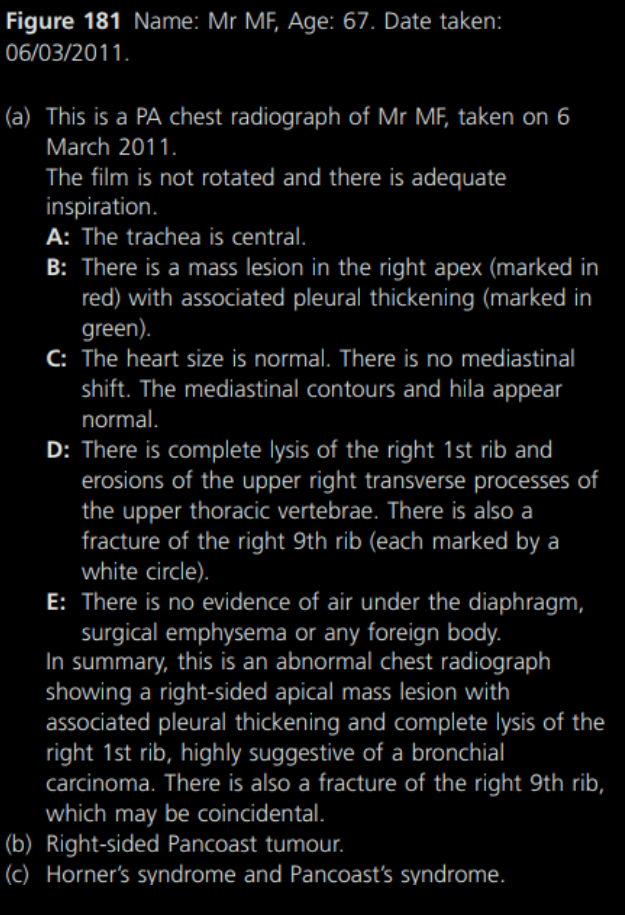 Figure 181 Name: Mr MF, Age: 67. Date taken:
06/03/2011.
(a) This is a PA chest radiograph of Mr MF, taken on 6
March 2011.
The film is not rotated and there is adequate
inspiration.
A: The trachea is central.
B: There is a mass lesion in the right apex (marked in
red) with associated pleural thickening (marked in
green).
C: The heart size is normal. There is no mediastinal
shift. The mediastinal contours and hila appear
normal.
D: There is complete lysis of the right 1st rib and
erosions of the upper right transverse processes of
the upper thoracic vertebrae. There is also a
fracture of the right 9th rib (each marked by a
white circle).
E: There is no evidence of air under the diaphragm,
surgical emphysema or any foreign body.
In summary, this is an abnormal chest radiograph
showing a right-sided apical mass lesion with
associated pleural thickening and complete lysis of the
right 1st rib, highly suggestive of a bronchial
carcinoma. There is also a fracture of the right 9th rib,
which may be coincidental.
(b) Right-sided Pancoast tumour.
(c) Horner's syndrome and Pancoast's syndrome.